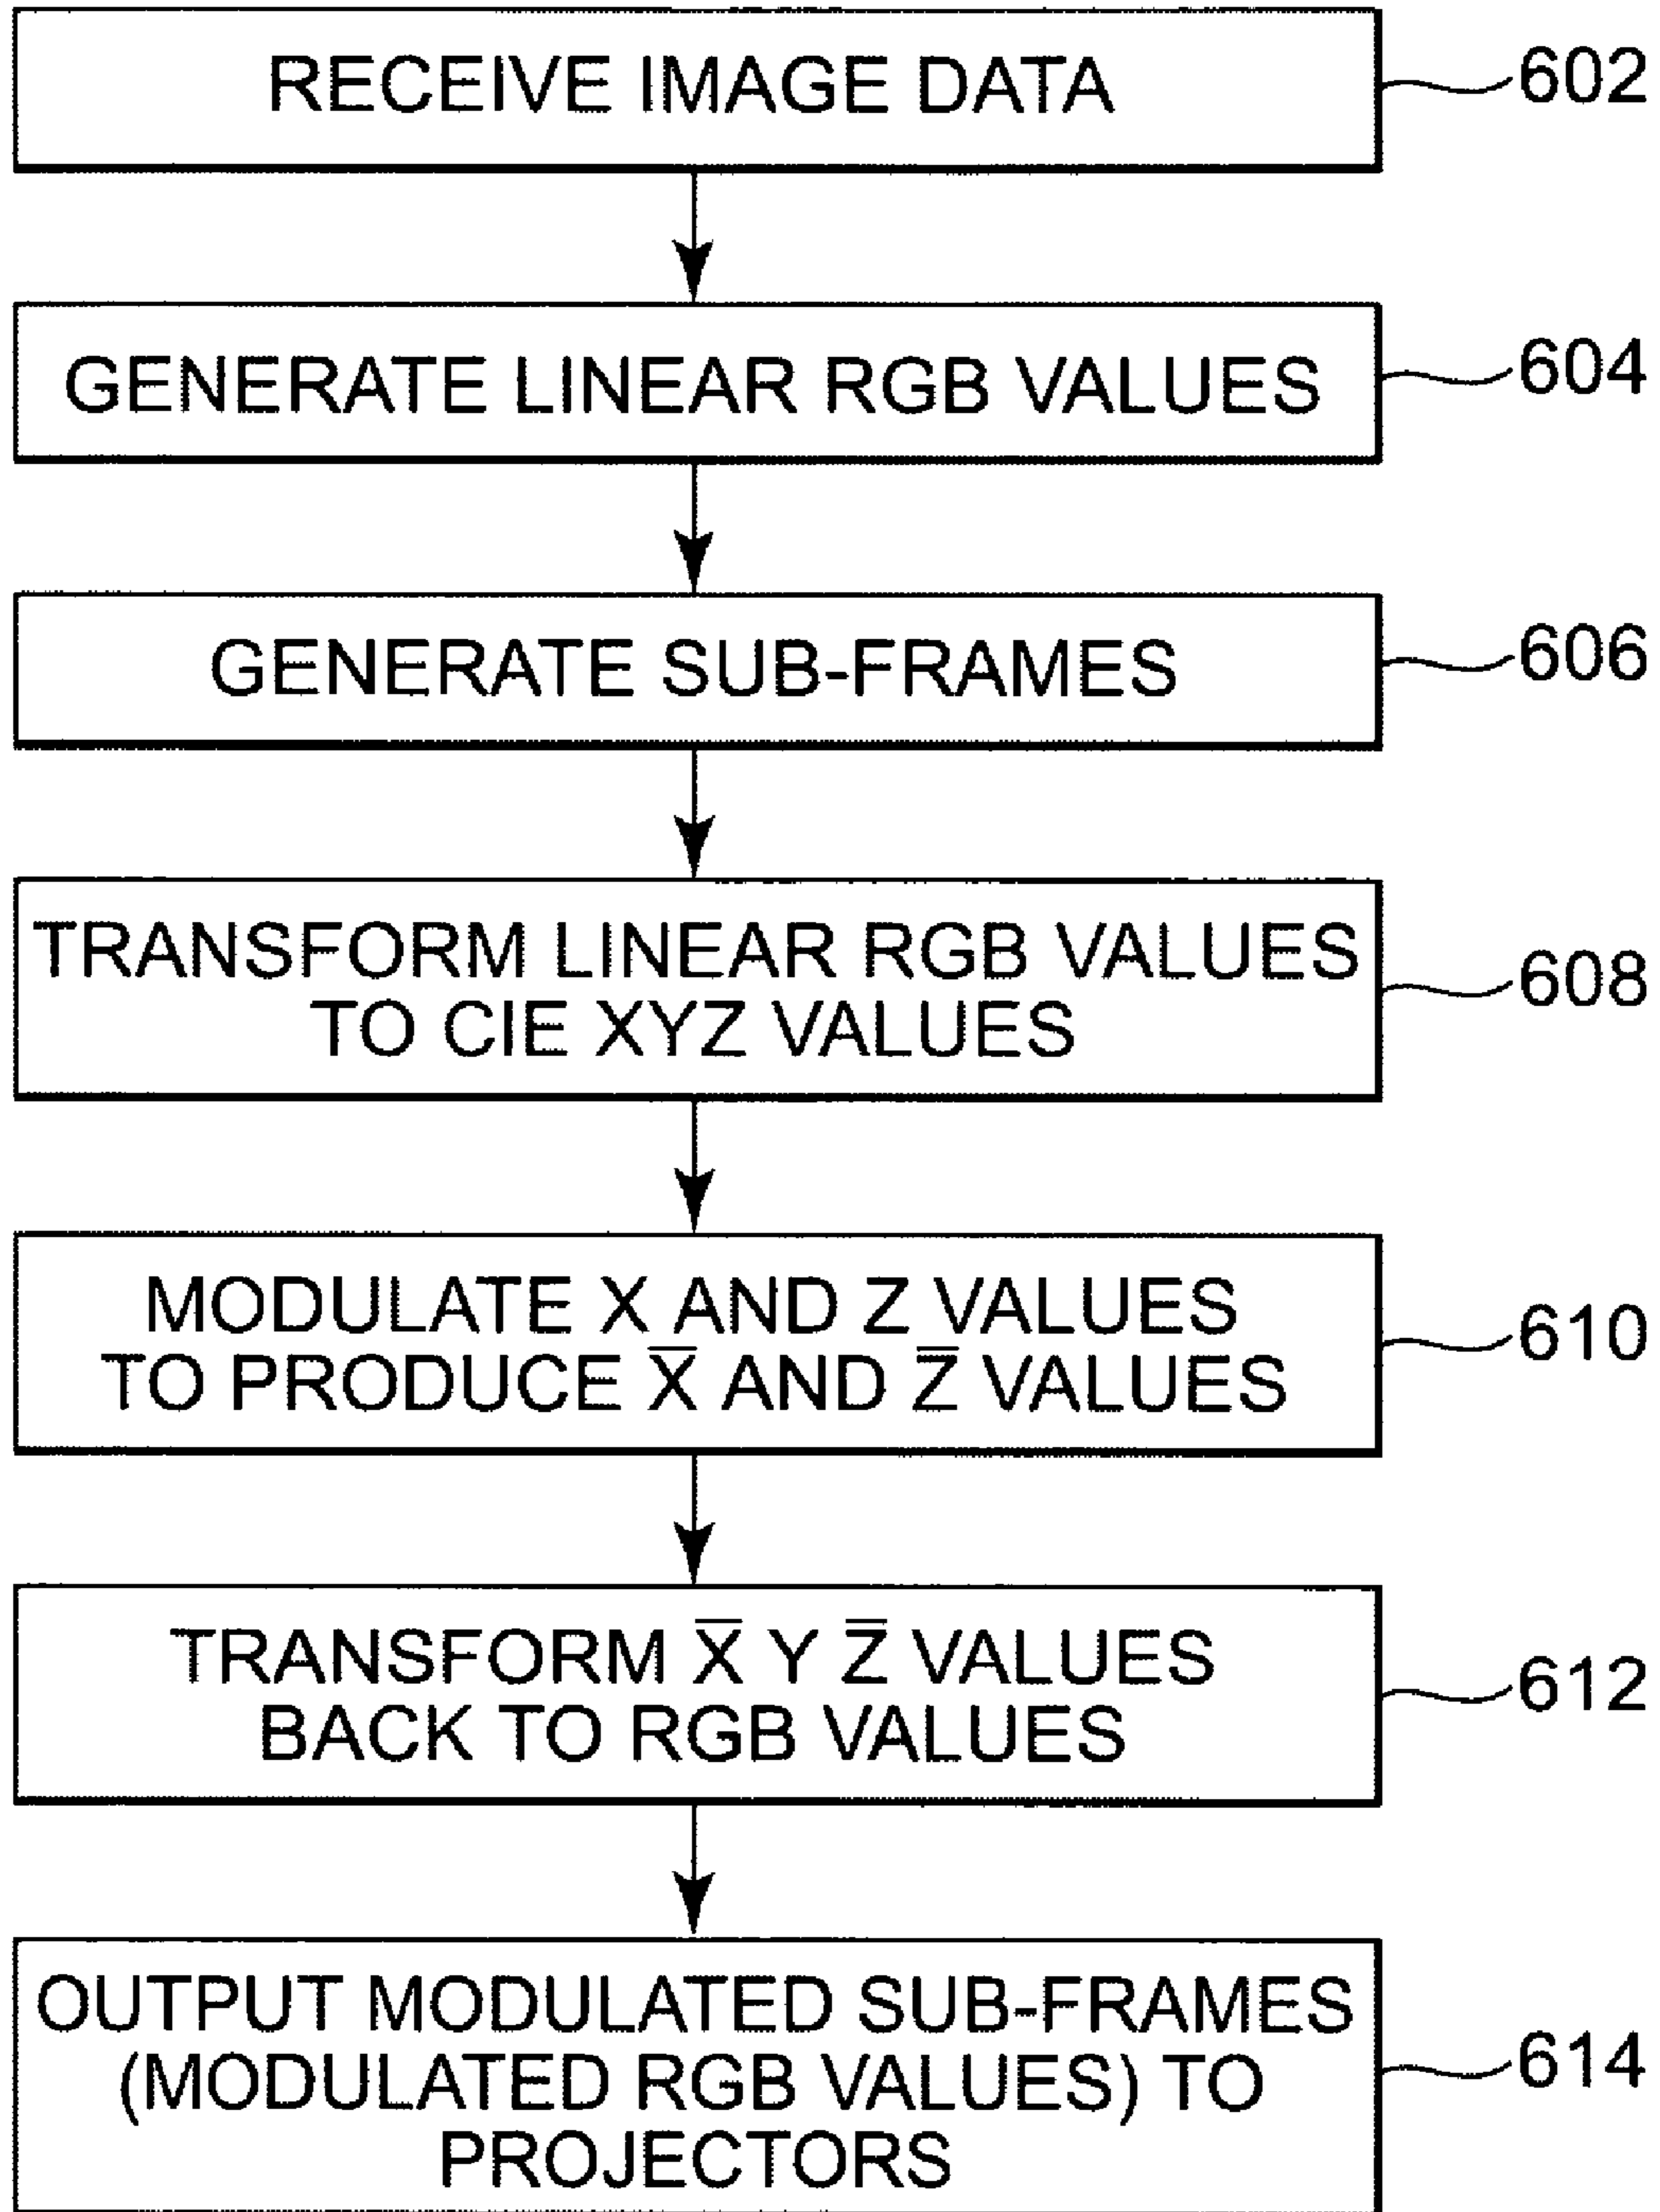 RECEIVE IMAGE DATA
602
GENERATE LINEAR RGB VALUES
604
GENERATE SUB-FRAMES
606
TRANSFORM LINEAR RGB VALUES
TO CIE XYZ VALUES
608
MODULATE X AND Z VALUES
TO PRODUCE X̅ AND Z̅ VALUES
610
TRANSFORM X̅ Y Z̅ VALUES
BACK TO RGB VALUES
612
OUTPUT MODULATED SUB-FRAMES
(MODULATED RGB VALUES) TO
PROJECTORS
614